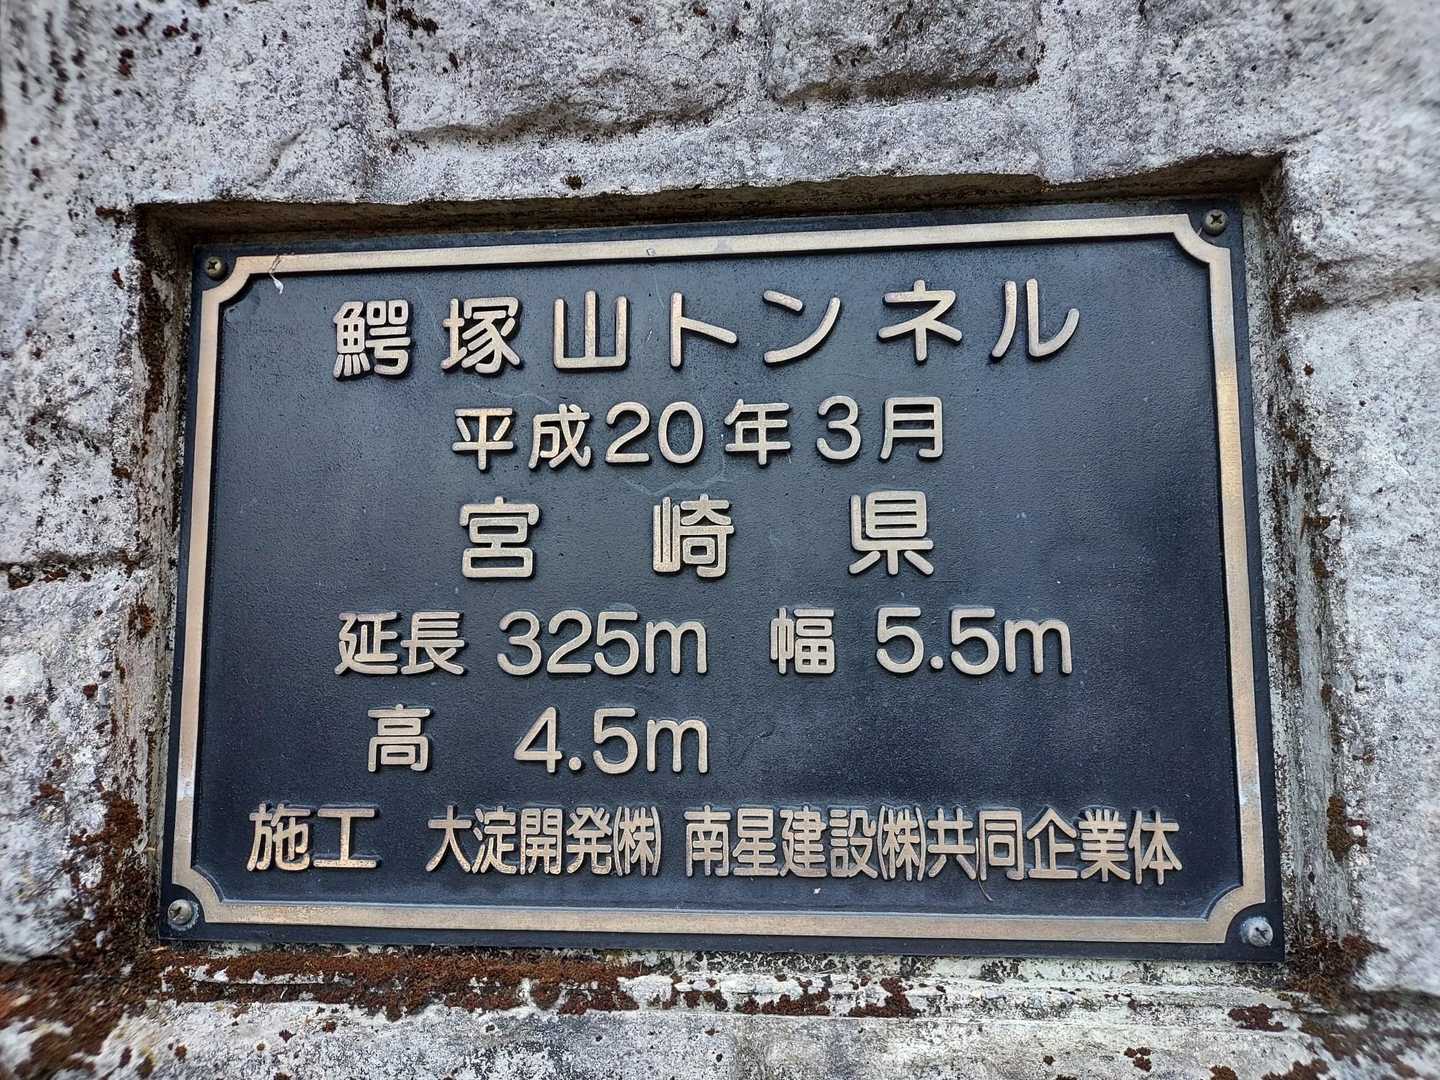 鰐塚山トンネル
平成20年3月
宮崎県
延長 325m 幅 5.5m
高 4.5m
施工 大淀開発㈱ 南星建設㈱共同企業体